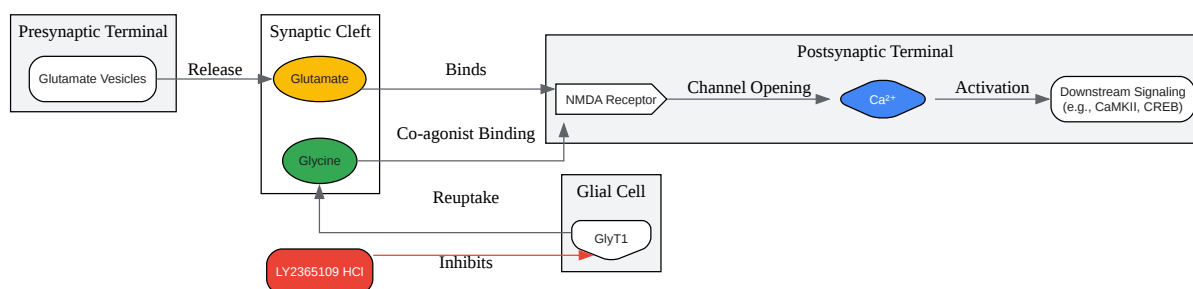 Presynaptic Terminal
Glutamate Vesicles
Release
Synaptic Cleft
Glutamate
Glycine
Binds
Co-agonist Binding
Postsynaptic Terminal
NMDA Receptor
Channel Opening
Ca²⁺
Activation
Downstream Signaling
(e.g., CaMKII, CREB)
Reuptake
Glial Cell
GlyT1
LY2365109 HCl
Inhibits